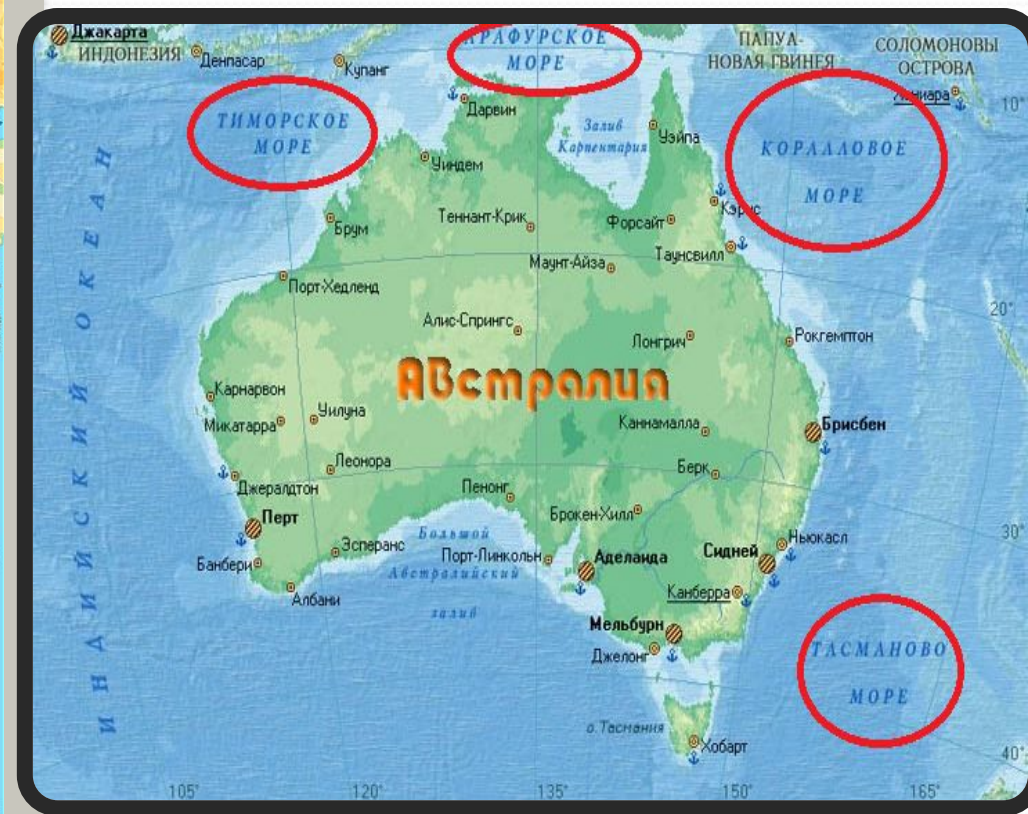 Джакарта
ИНДОНЕЗИЯ
Денпасар
Купанг
АРАФУРСКОЕ
МОРЕ
ПАПУА-
НОВАЯ ГВИНЕЯ
СОЛОМОНОВЫ
ОСТРОВА
Хониара
10°
ТИМОРСКОЕ
МОРЕ
Дарвин
Залив
Карпентария
Уэйпа
КОРАЛЛОВОЕ
МОРЕ
Уиндем
Брум
Теннант-Крик
Форсайт
Кэрнс
Таунсвилл
Маунт-Айза
Порт-Хедленд
20°
Алис-Спрингс
Лонгрич
Рокгемптон
АВстралия
Карнарвон
Микатарра
Уилуна
Каннамалла
Брисбен
Леонора
Берк
Джералдтон
Пенонг
Брокен-Хилл
Перт
Большой
Австралийский
залив
Эсперанс
Порт-Линкольн
Аделаида
Сидней
Ньюкасл
30°
Банбери
Албани
Канберра
Мельбурн
Джелонг
ТАСМАНОВО
МОРЕ
о.Тасмания
Хобарт
40°
ИНДИЙСКИЙ ОКЕАН
105°
120°
135°
150°
165°